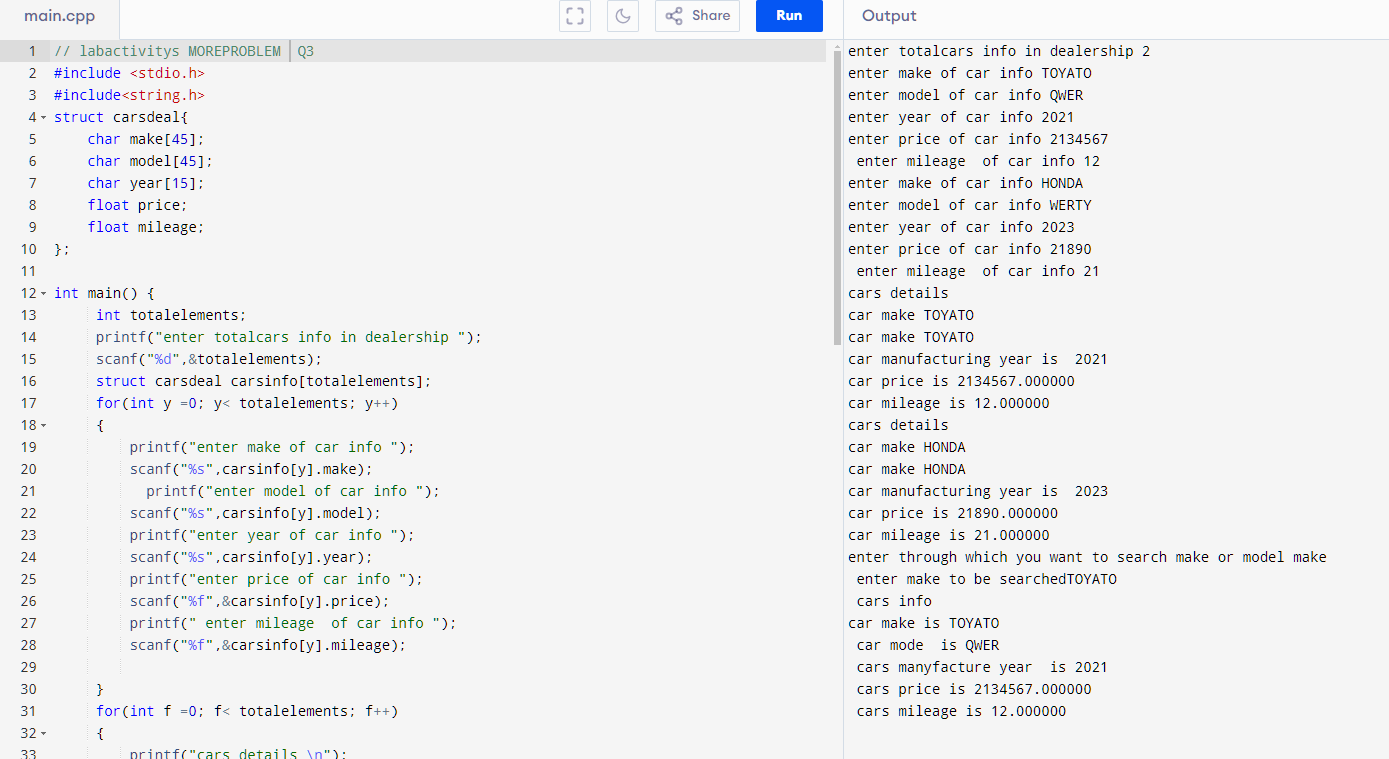 main.cpp
Share
Run
Output
1 // labactivitys MOREPROBLEM Q3
2 #include <stdio.h>
3 #include<string.h>
4 struct carsdeal{
5 char make[45];
6 char model[45];
7 char year[15];
8 float price;
9 float mileage;
10 };
11
12 int main() {
13 int totalelements;
14 printf("enter totalcars info in dealership ");
15 scanf("%d",&totalelements);
16 struct carsdeal carsinfo[totalelements];
17 for(int y =0; y< totalelements; y++)
18 {
19 printf("enter make of car info ");
20 scanf("%s",carsinfo[y].make);
21 printf("enter model of car info ");
22 scanf("%s",carsinfo[y].model);
23 printf("enter year of car info ");
24 scanf("%s",carsinfo[y].year);
25 printf("enter price of car info ");
26 scanf("%f",&carsinfo[y].price);
27 printf(" enter mileage  of car info ");
28 scanf("%f",&carsinfo[y].mileage);
29
30 }
31 for(int f =0; f< totalelements; f++)
32 {
33 printf("cars details \n");
enter totalcars info in dealership 2
enter make of car info TOYATO
enter model of car info QWER
enter year of car info 2021
enter price of car info 2134567
enter mileage  of car info 12
enter make of car info HONDA
enter model of car info WERTY
enter year of car info 2023
enter price of car info 21890
enter mileage  of car info 21
cars details
car make TOYATO
car make TOYATO
car manufacturing year is  2021
car price is 2134567.000000
car mileage is 12.000000
cars details
car make HONDA
car make HONDA
car manufacturing year is  2023
car price is 21890.000000
car mileage is 21.000000
enter through which you want to search make or model make
enter make to be searchedTOYATO
cars info
car make is TOYATO
car mode  is QWER
cars manyfacture year  is 2021
cars price is 2134567.000000
cars mileage is 12.000000